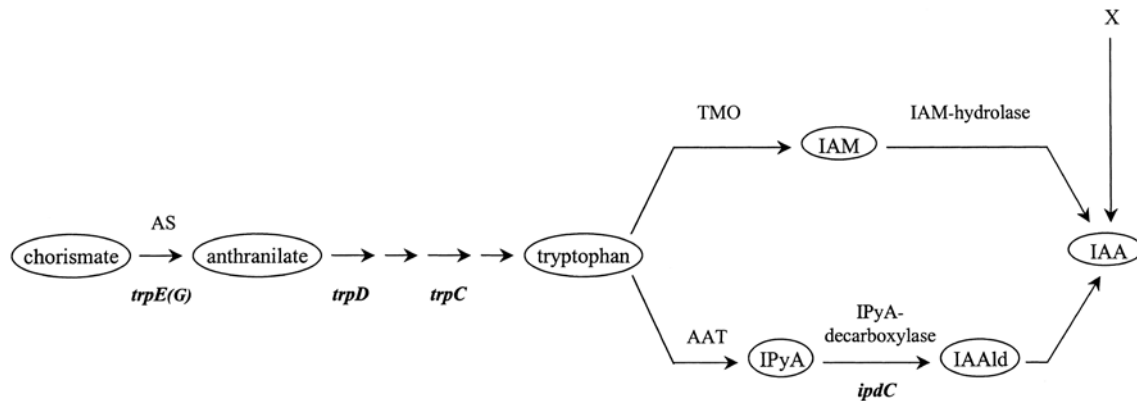 X
TMO
IAM-hydrolase
IAM
AS
chorismate
anthranilate
tryptophan
IAA
trpE(G)
trpD
trpC
AAT
IPyA-
decarboxylase
IPyA
IAAld
ipdC